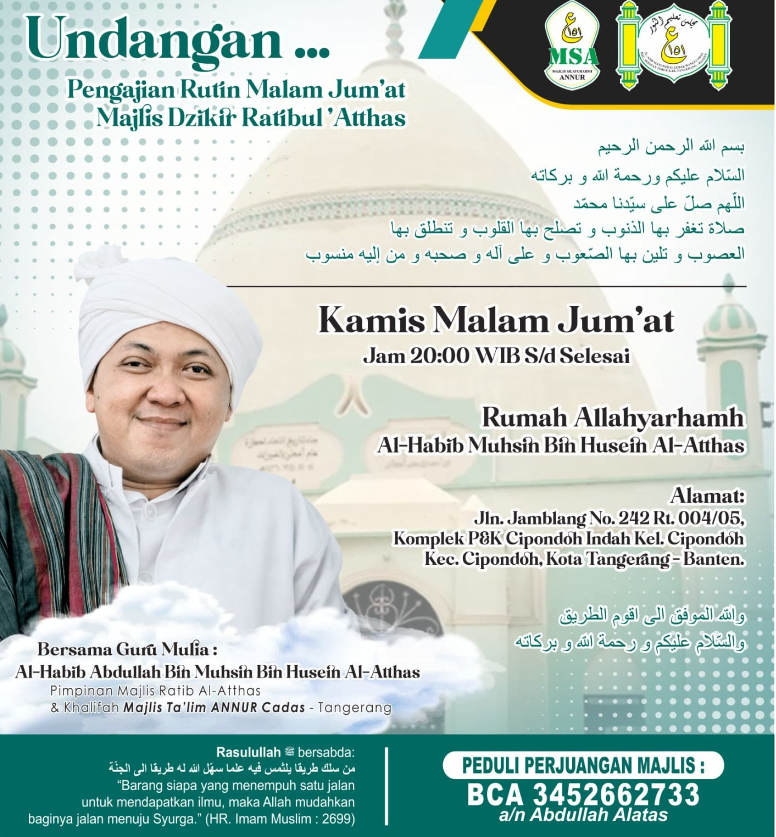 Undangan ...
Pengajian Rutin Malam Jum'at
Majlis Dzikir Ratibul 'Atthas
MSA
MAJLIS SILATURAHMI
ANNUR
بسم الله الرحمن الرحيم
السّلام عليكم ورحمة الله و بركاته
اللّهم صلّ على سيّدنا محمّد
صلاة تغفر بها الذنوب و تصلح بها القلوب و تنطلق بها
العصوب و تلين بها الصّعوب و على آله و صحبه و من إليه منسوب
Kamis Malam Jum'at
Jam 20:00 WIB S/d Selesai
Rumah Allahyarhamh
Al-Habib Muhsin Bin Husein Al-Atthas
Alamat:
Jln. Jamblang No. 242 Rt. 004/05,
Komplek P&K Cipondoh Indah Kel. Cipondoh
Kec. Cipondoh, Kota Tangerang - Banten.
والله الموفق الى اقوم الطريق
والسّلام عليكم و رحمة الله و بركاته
Bersama Guru Mulia :
Al-Habib Abdullah Bin Muhsin Bin Husein Al-Atthas
Pimpinan Majlis Ratib Al-Atthas
& Khalifah Majlis Ta'lim ANNUR Cadas - Tangerang
Rasulullah ﷺ bersabda:
من سلك طريقا يلتمس فيه علما سهّل الله له طريقا الى الجنّة
"Barang siapa yang menempuh satu jalan
untuk mendapatkan ilmu, maka Allah mudahkan
baginya jalan menuju Syurga." (HR. Imam Muslim : 2699)
PEDULI PERJUANGAN MAJLIS :
BCA 3452662733
a/n Abdullah Alatas